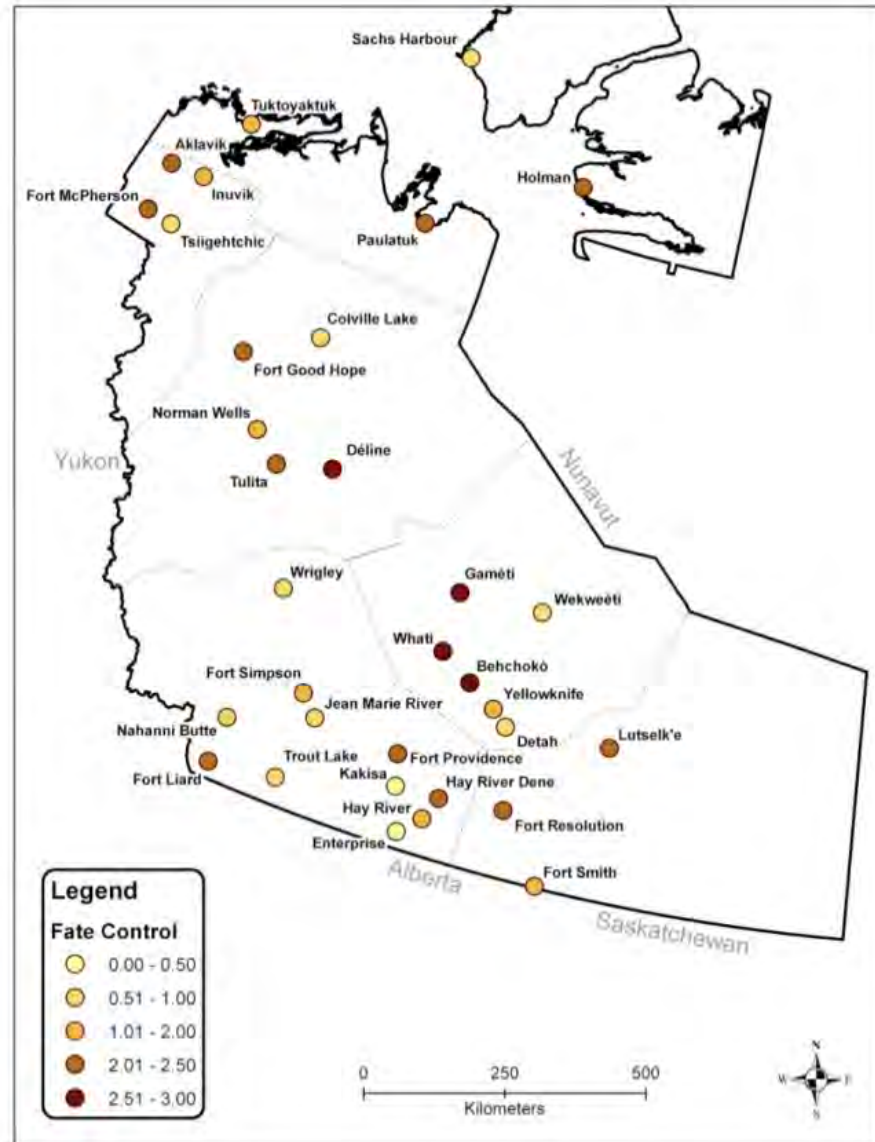 Sachs Harbour
Tuktoyaktuk
Aklavik
Inuvik
Holman
Fort McPherson
Tsiigehtchic
Paulatuk
Colville Lake
Fort Good Hope
Norman Wells
Yukon
Déline
Tulita
Nunavut
Wrigley
Gamèti
Wekweèti
Whati
Behchokò
Fort Simpson
Yellowknife
Jean Marie River
Nahanni Butte
Detah
Lutselk'e
Trout Lake
Fort Providence
Fort Liard
Kakisa
Hay River Dene
Hay River
Fort Resolution
Enterprise
Fort Smith
Alberta
Saskatchewan
Legend
Fate Control
0.00 - 0.50
0.51 - 1.00
1.01 - 2.00
2.01 - 2.50
2.51 - 3.00
0 250 500
Kilometers
N
W E
S